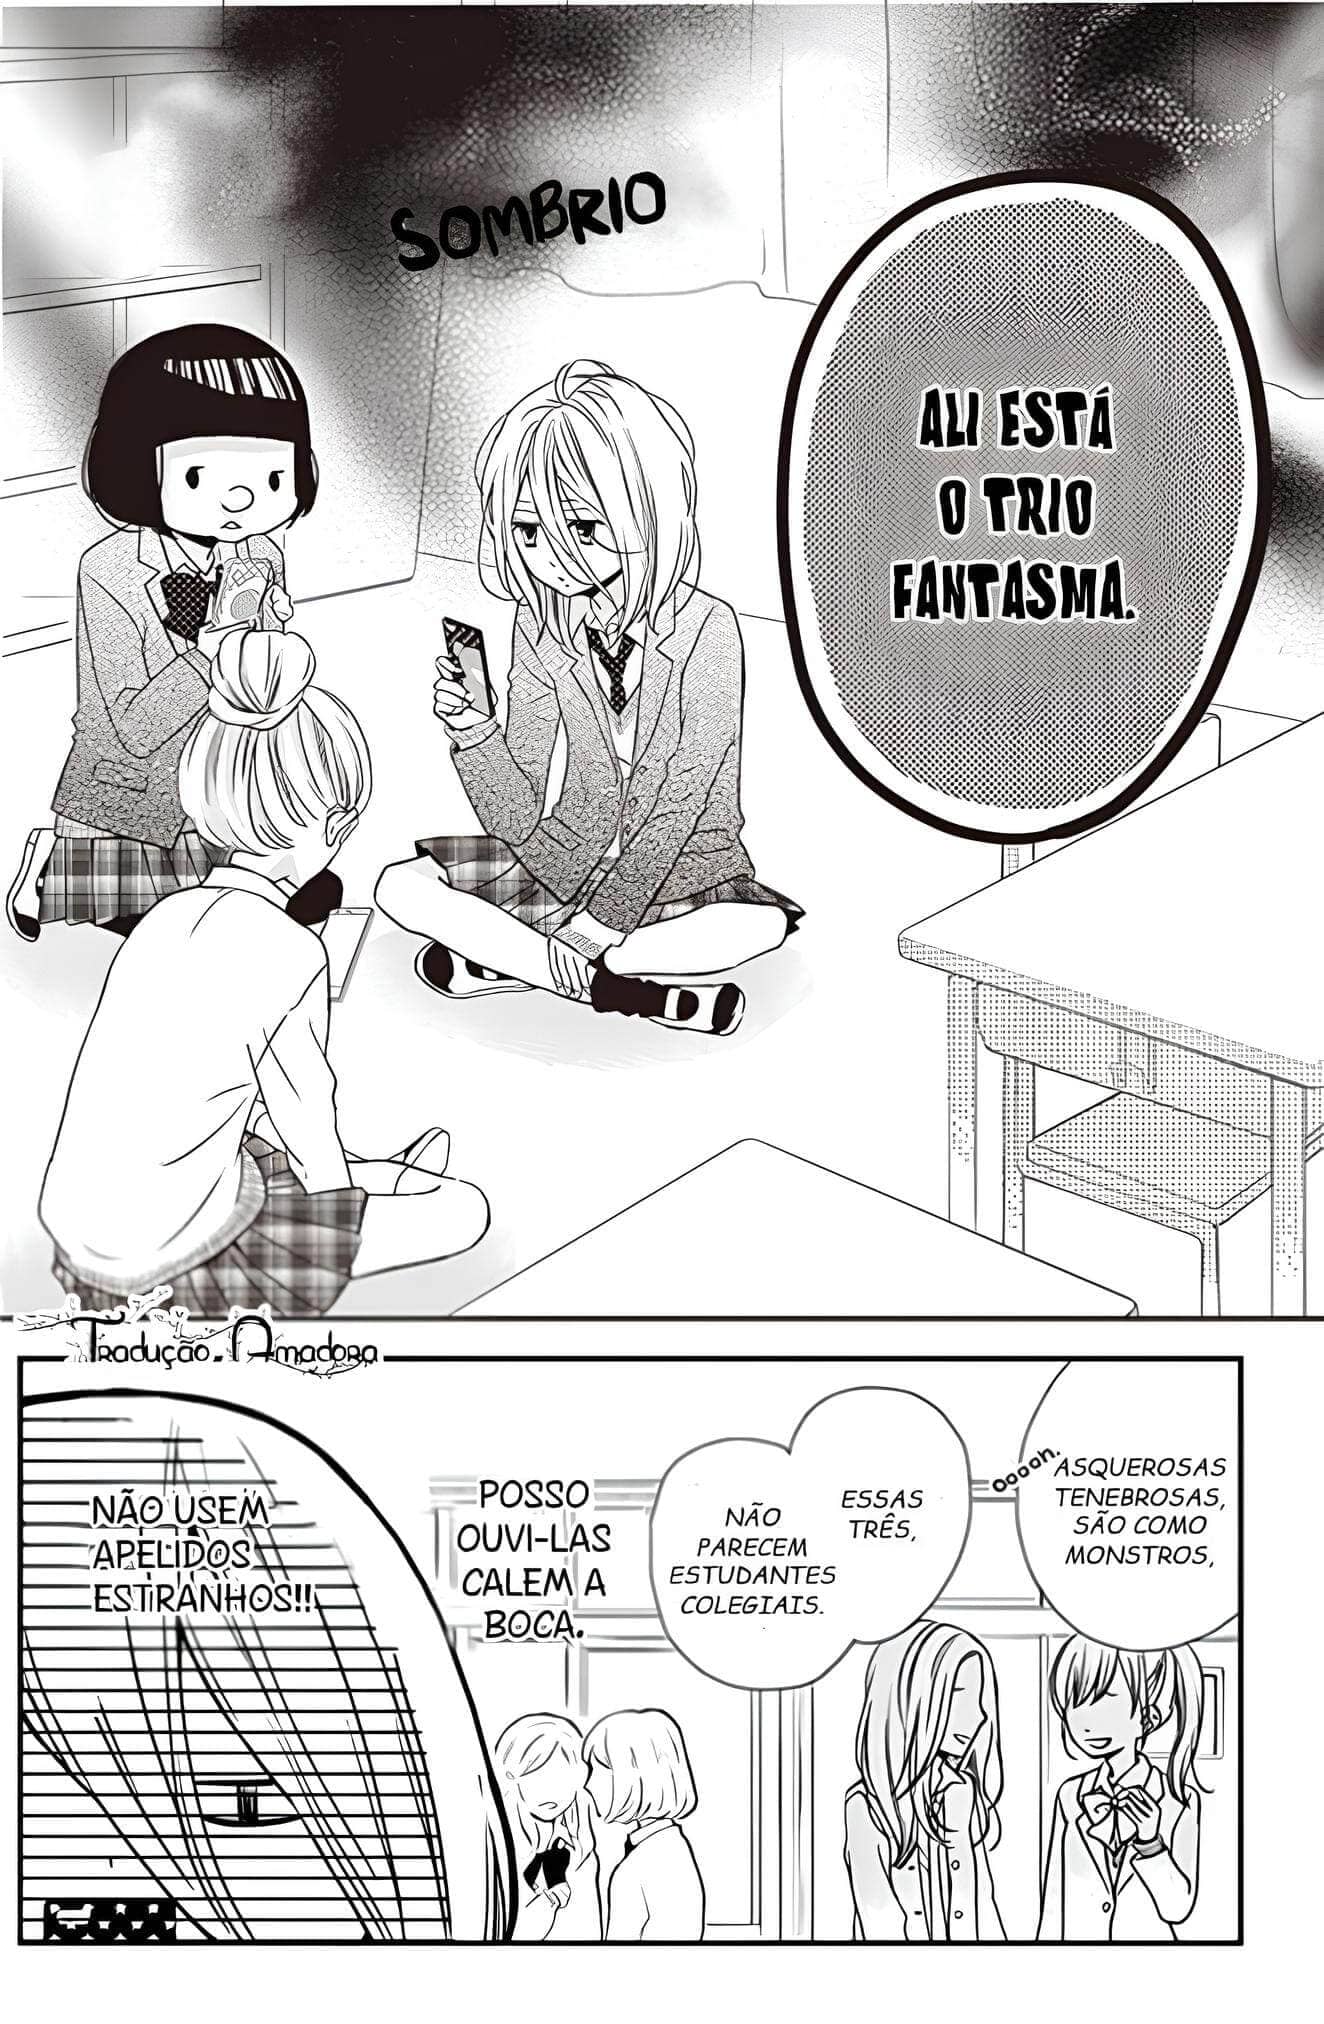 ALI ESTÁ
O TRIO
FANTASMA.
SOMBRIO
Tradução. Amadora
Ooooh.
ASQUEROSAS
TENEBROSAS,
SÃO COMO
MONSTROS,
ESSAS
TRÊS,
NÃO
PARECEM
ESTUDANTES
COLEGIAIS.
POSSO
OUVI-LAS
CALEM A
BOCA.
NÃO USEM
APELIDOS
ESTIRANHOS!!